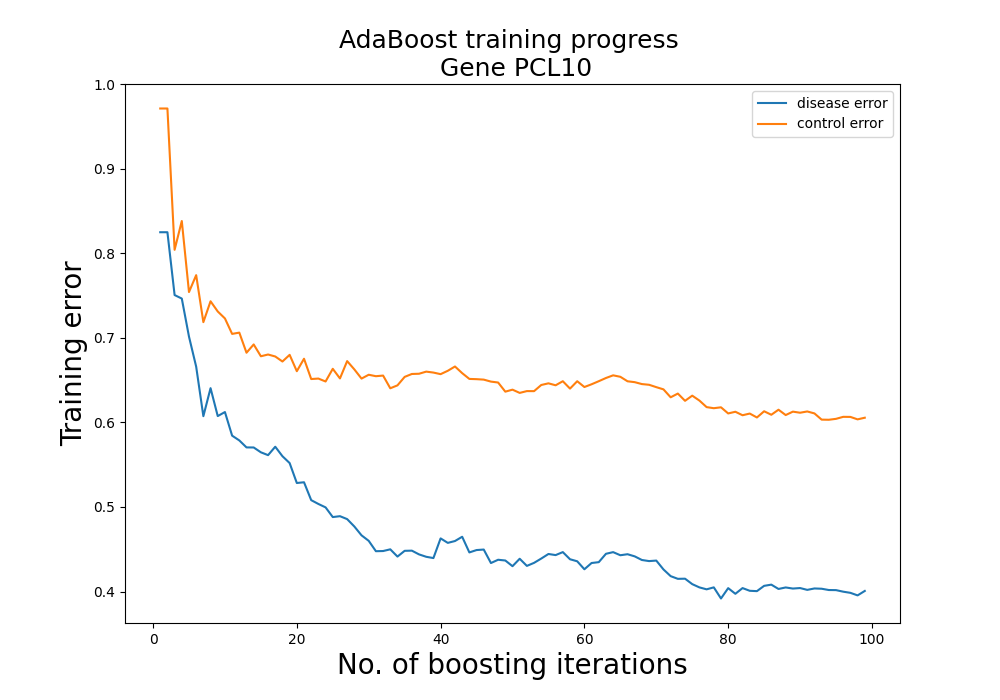 AdaBoost training progress
Gene PCL10
disease error
control error
Training error
1.0
0.9
0.8
0.7
0.6
0.5
0.4
0 20 40 60 80 100
No. of boosting iterations